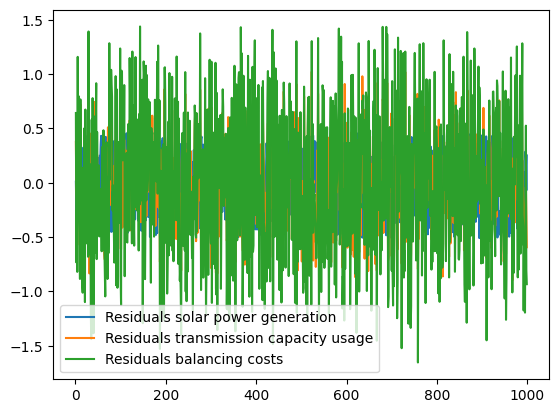 1.5
1.0
0.5
0.0
−0.5
−1.0
−1.5
Residuals solar power generation
Residuals transmission capacity usage
Residuals balancing costs
0 200 400 600 800 1000